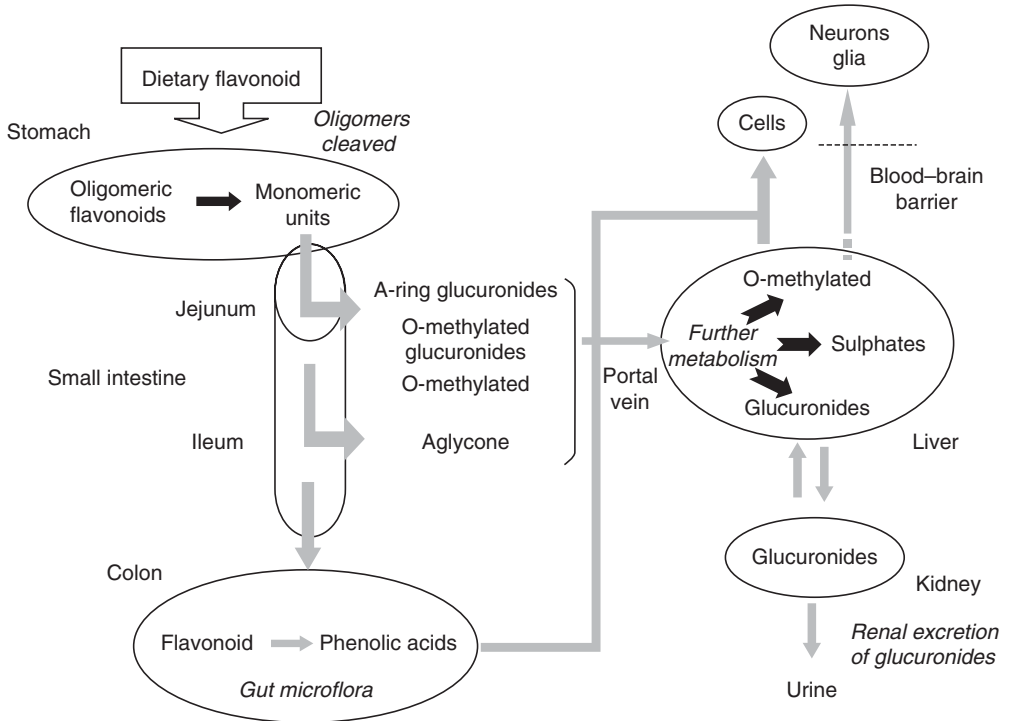 Dietary flavonoid
Stomach
Oligomers
cleaved
Oligomeric
flavonoids
Monomeric
units
Jejunum
Small intestine
Ileum
A-ring glucuronides
O-methylated
glucuronides
O-methylated
Aglycone
Colon
Flavonoid
Phenolic acids
Gut microflora
Portal
vein
Cells
Neurons
glia
Blood–brain
barrier
O-methylated
Further
metabolism
Sulphates
Glucuronides
Liver
Glucuronides
Kidney
Renal excretion
of glucuronides
Urine